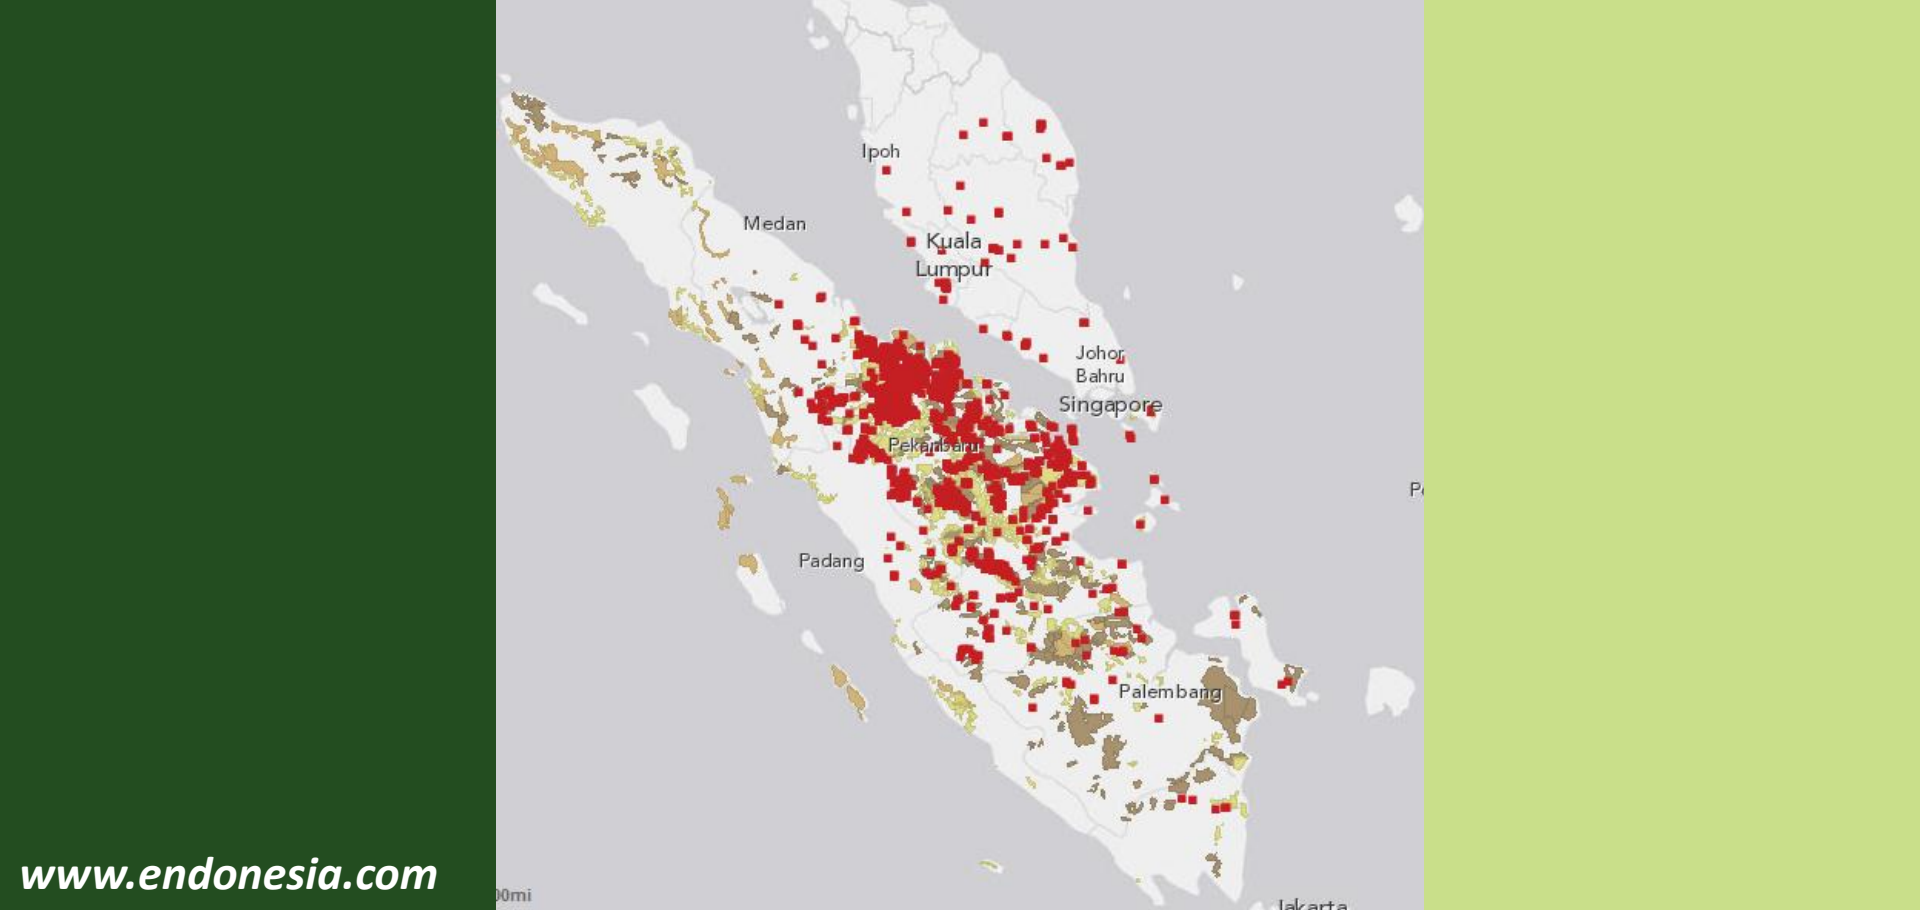 Ipoh
Medan
Kuala
Lumpur
Johor
Bahru
Singapore
Pekanbaru
Padang
Palembang
www.endonesia.com
Jakarta